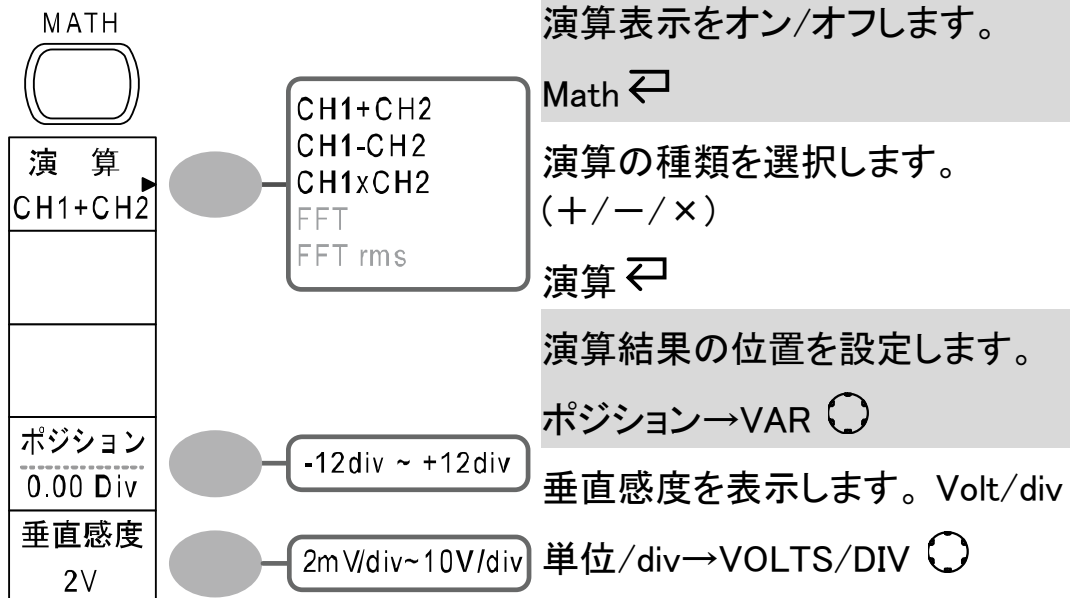 MATH
演 算
CH1+CH2
CH1+CH2
CH1-CH2
CH1xCH2
FFT
FFT rms
ポジション
0.00 Div
-12div ~ +12div
垂直感度
2V
2mV/div~10V/div
演算表示をオン/オフします。
Math
演算の種類を選択します。
(+/-/×)
演算
演算結果の位置を設定します。
ポジション→VAR
垂直感度を表示します。Volt/div
単位/div→VOLTS/DIV